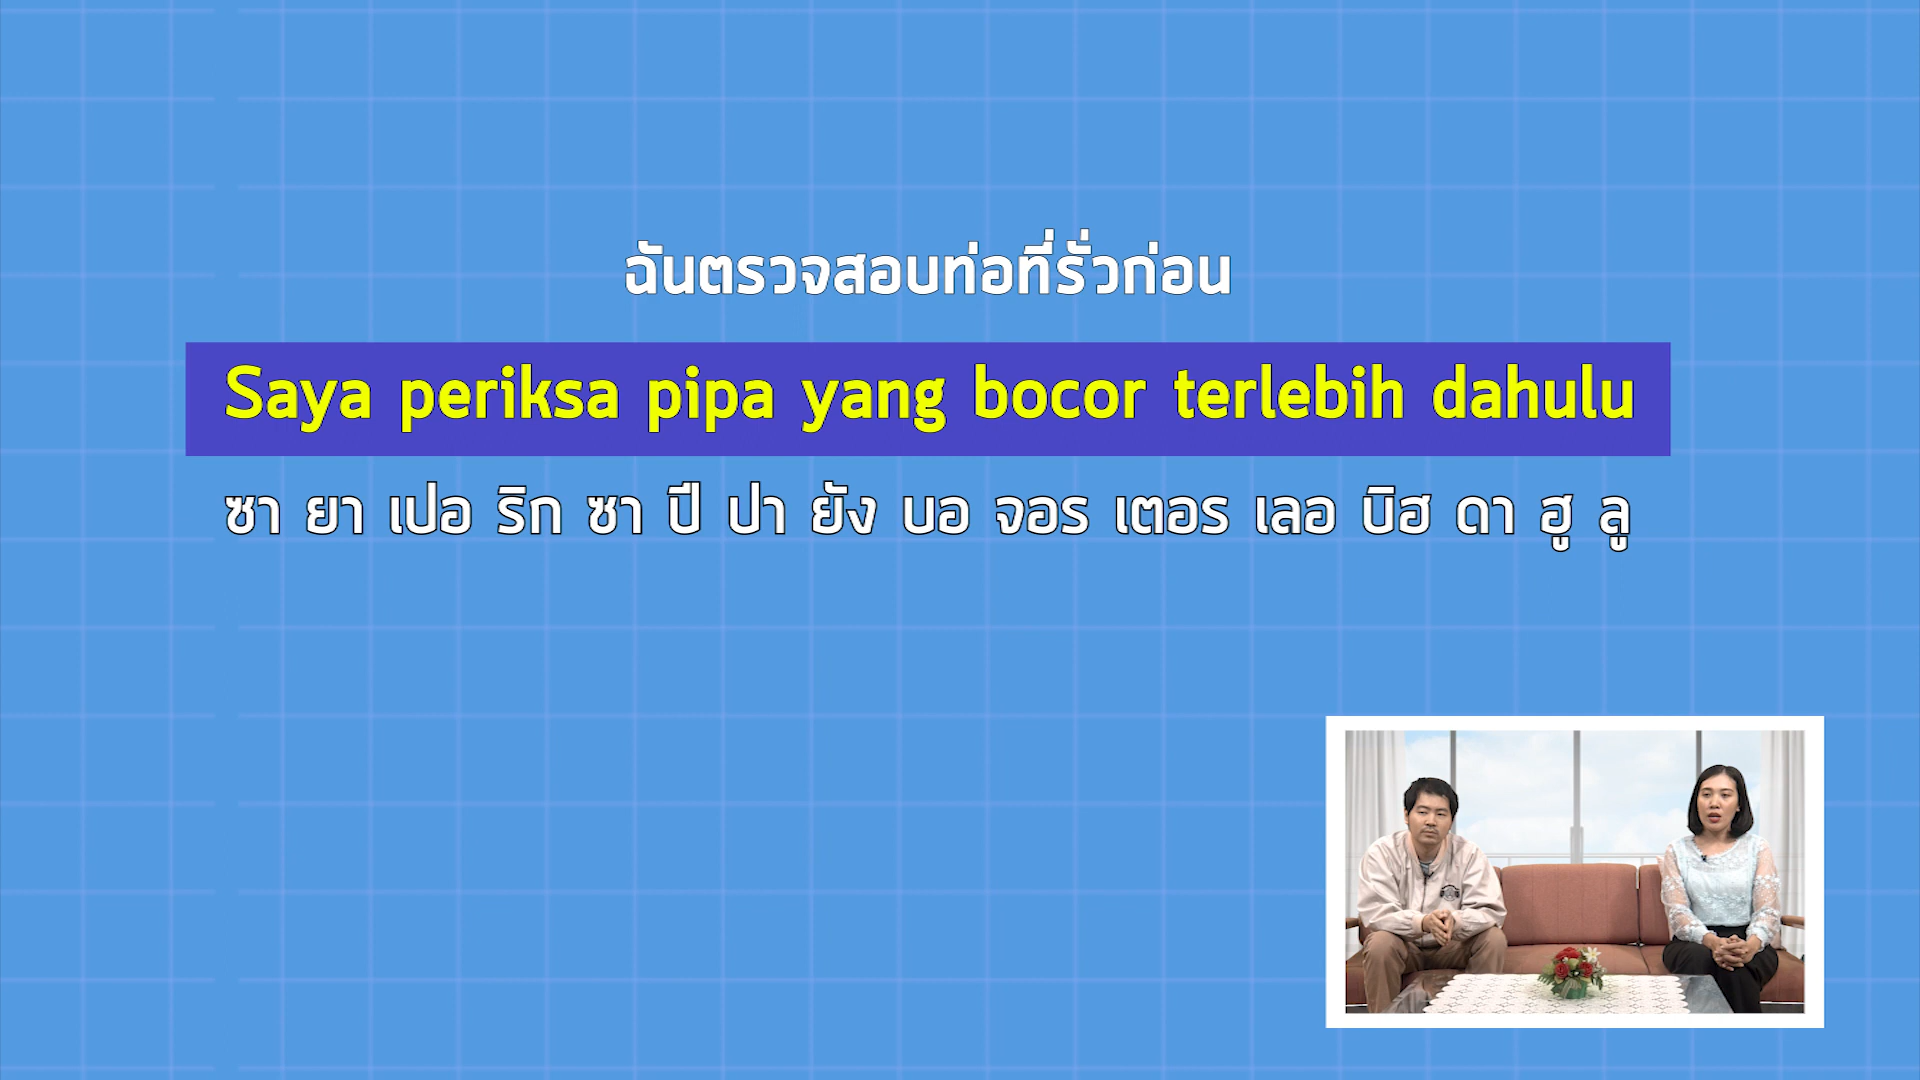 ฉันตรวจสอบท่อที่รั่วก่อน
Saya periksa pipa yang bocor terlebih dahulu
ซา ยา เปอ ริก ซา ปี ปา ยัง บอ จอร เตอร เลอ บิฮ ดา ฮู ลู